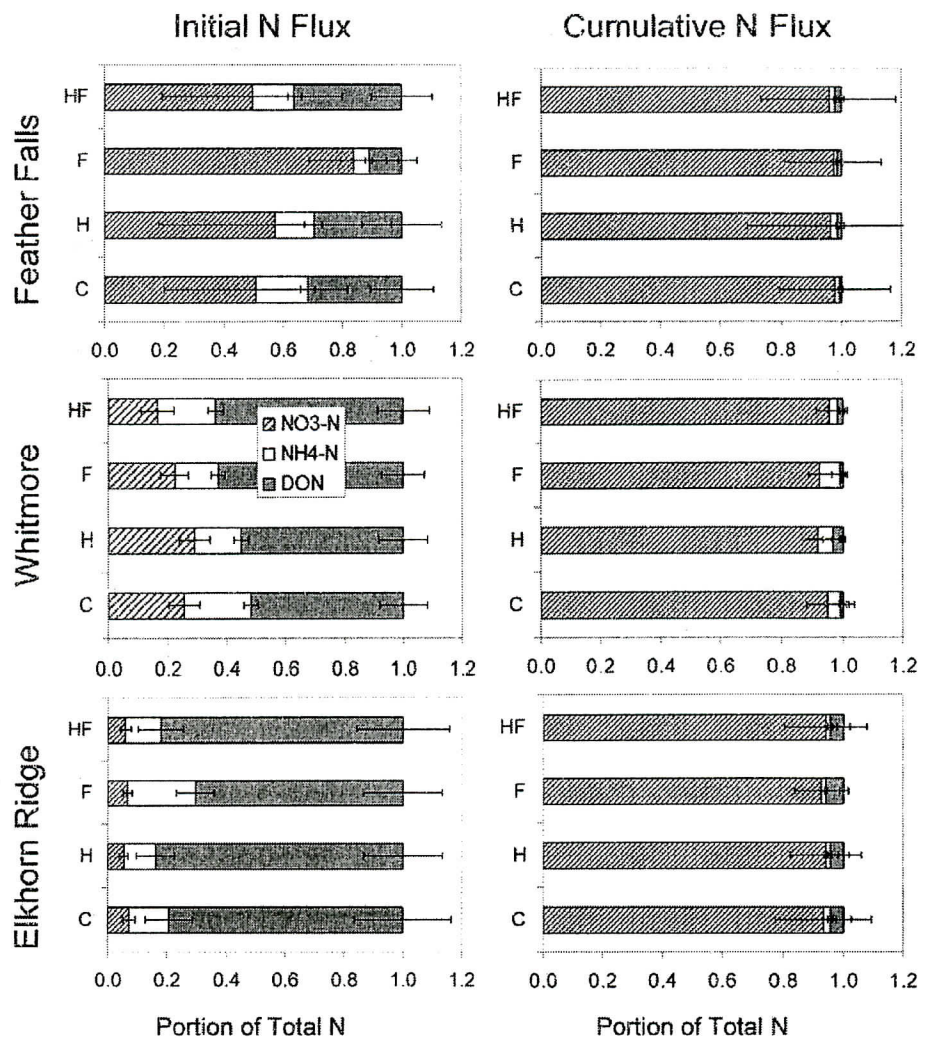 Initial N Flux
Cumulative N Flux
Feather Falls
HF
F
H
C
0.0 0.2 0.4 0.6 0.8 1.0 1.2
HF
F
H
C
0.0 0.2 0.4 0.6 0.8 1.0 1.2
Whitmore
HF
F
H
C
NO3-N
NH4-N
DON
0.0 0.2 0.4 0.6 0.8 1.0 1.2
HF
F
H
C
0.0 0.2 0.4 0.6 0.8 1.0 1.2
Elkhorn Ridge
HF
F
H
C
0.0 0.2 0.4 0.6 0.8 1.0 1.2
Portion of Total N
HF
F
H
C
0.0 0.2 0.4 0.6 0.8 1.0 1.2
Portion of Total N